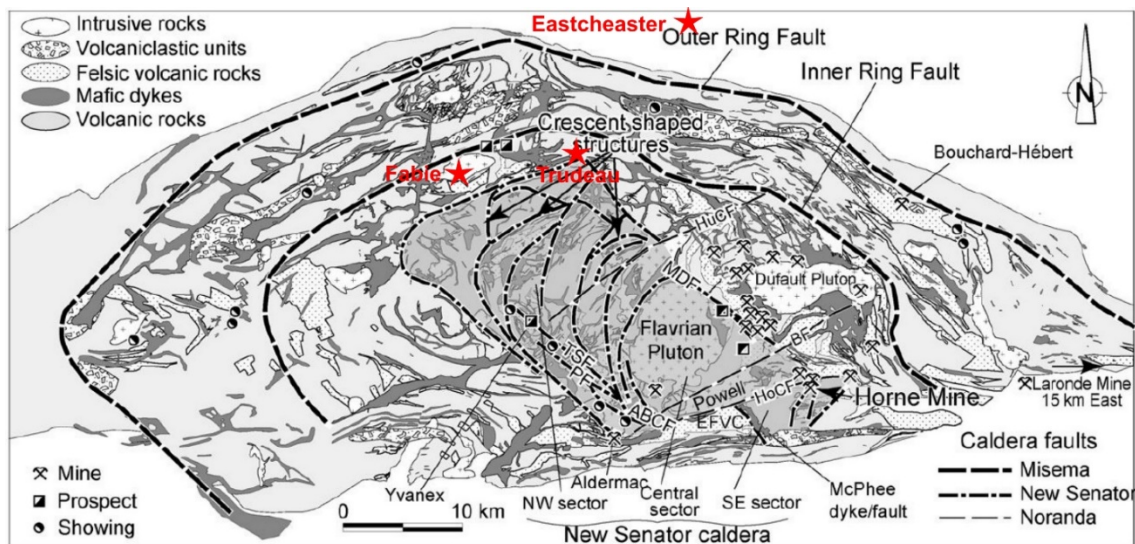 Intrusive rocks
Volcaniclastic units
Felsic volcanic rocks
Mafic dykes
Volcanic rocks
Eastcheaster
Outer Ring Fault
Inner Ring Fault
N
Crescent shaped
structures
Fabie
Trudeau
Bouchard-Hébert
HuCF
MDF
Dufault Pluton
Flavrian
Pluton
BF
TSF
PF
Powell
HoCF
ABCF
EFVC
Horne Mine
Laronde Mine
15 km East
Mine
Prospect
Showing
0 10 km
Yvanex
NW sector
Aldermac
Central
sector
SE sector
McPhee
dyke/fault
New Senator caldera
Caldera faults
Misema
New Senator
Noranda